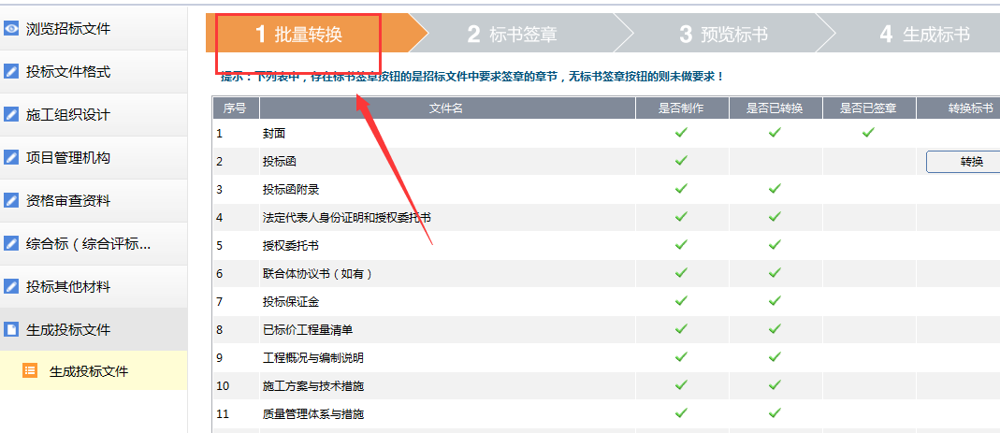 浏览招标文件
投标文件格式
施工组织设计
项目管理机构
资格审查资料
综合标（综合评标...
投标其他材料
生成投标文件
生成投标文件
1 批量转换 2 标书签章 3 预览标书 4 生成标书
提示：下列表中，存在标书签章按钮的是招标文件中要求签章的章节，无标书签章按钮的则未做要求！
序号 文件名 是否制作 是否已转换 是否已签章 转换标书
1 封面
2 投标函 转换
3 投标函附录
4 法定代表人身份证明和授权委托书
5 授权委托书
6 联合体协议书（如有）
7 投标保证金
8 已标价工程量清单
9 工程概况与编制说明
10 施工方案与技术措施
11 质量管理体系与措施